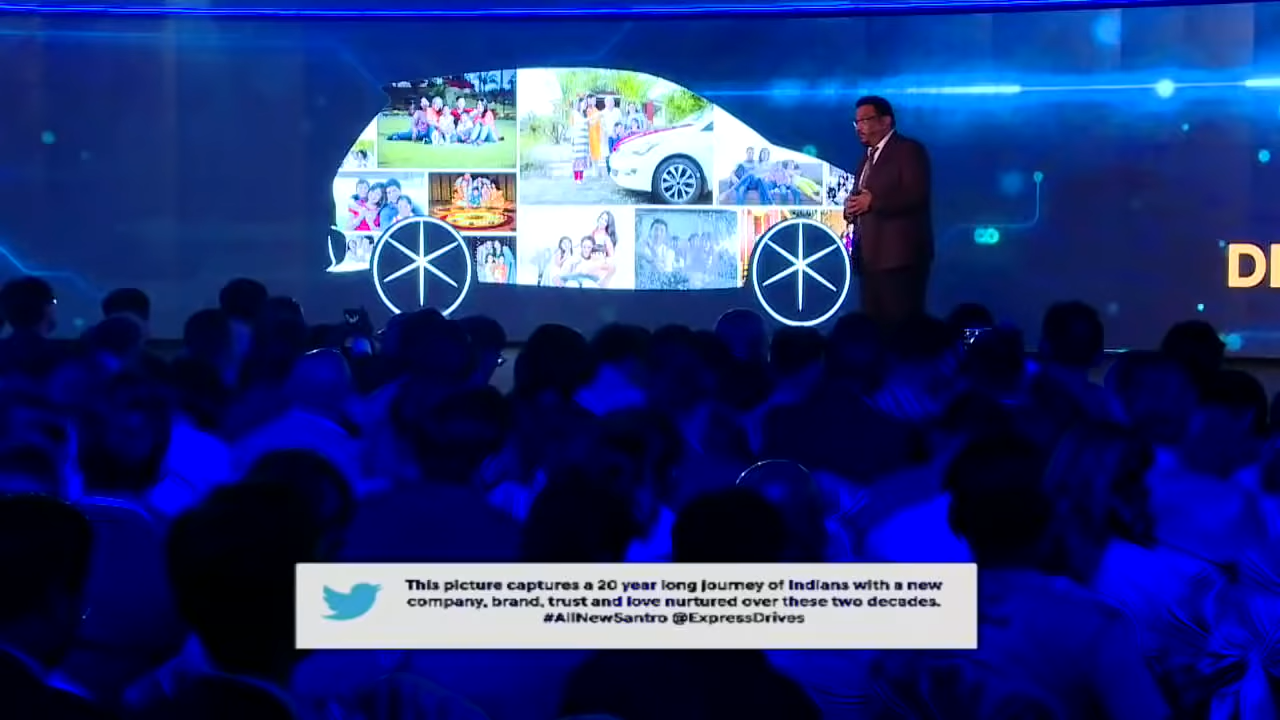 DI
This picture captures a 20 year long journey of Indians with a new
company, brand, trust and love nurtured over these two decades.
#AllNewSantro @ExpressDrives